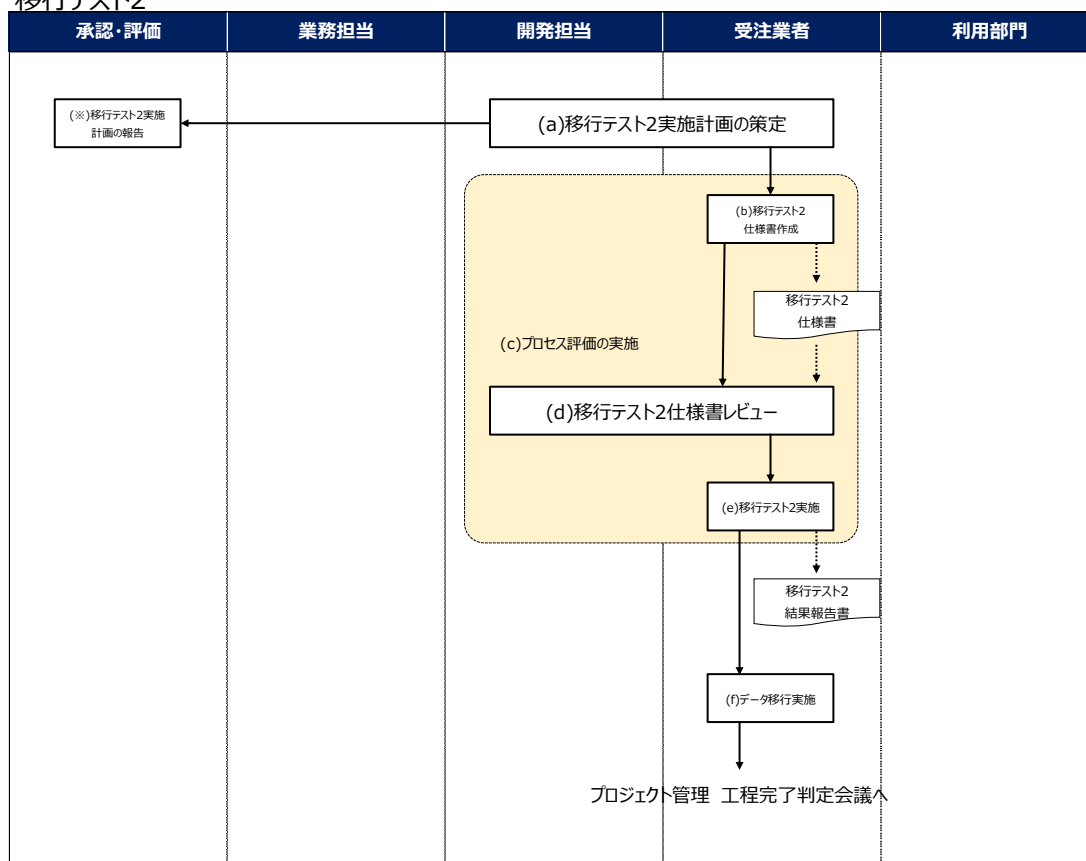 移行テスト2
承認・評価
業務担当
開発担当
受注業者
利用部門
(※)移行テスト2実施
計画の報告
(a)移行テスト2実施計画の策定
(b)移行テスト2
仕様書作成
移行テスト2
仕様書
(c)プロセス評価の実施
(d)移行テスト2仕様書レビュー
(e)移行テスト2実施
移行テスト2
結果報告書
(f)データ移行実施
プロジェクト管理 工程完了判定会議へ